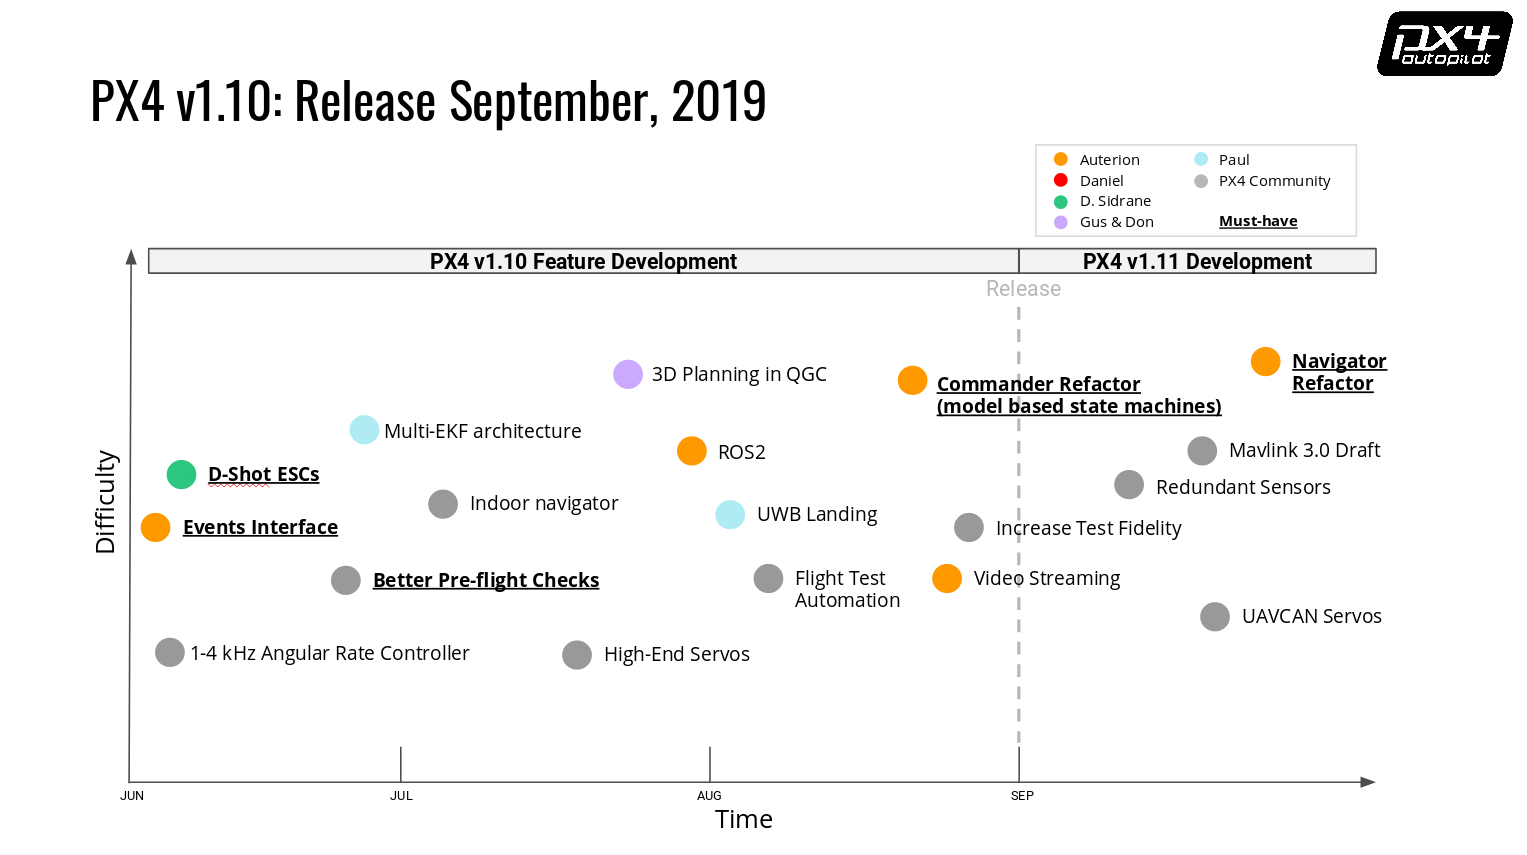 PX4
autopilot
PX4 v1.10: Release September, 2019
Auterion
Daniel
D. Sidrane
Gus & Don
Paul
PX4 Community
Must-have
PX4 v1.10 Feature Development
PX4 v1.11 Development
Release
Difficulty
3D Planning in QGC
Commander Refactor
(model based state machines)
Navigator
Refactor
Multi-EKF architecture
ROS2
Mavlink 3.0 Draft
D-Shot ESCs
Indoor navigator
UWB Landing
Redundant Sensors
Events Interface
Increase Test Fidelity
Better Pre-flight Checks
Flight Test
Automation
Video Streaming
UAVCAN Servos
1-4 kHz Angular Rate Controller
High-End Servos
JUN
JUL
AUG
SEP
Time